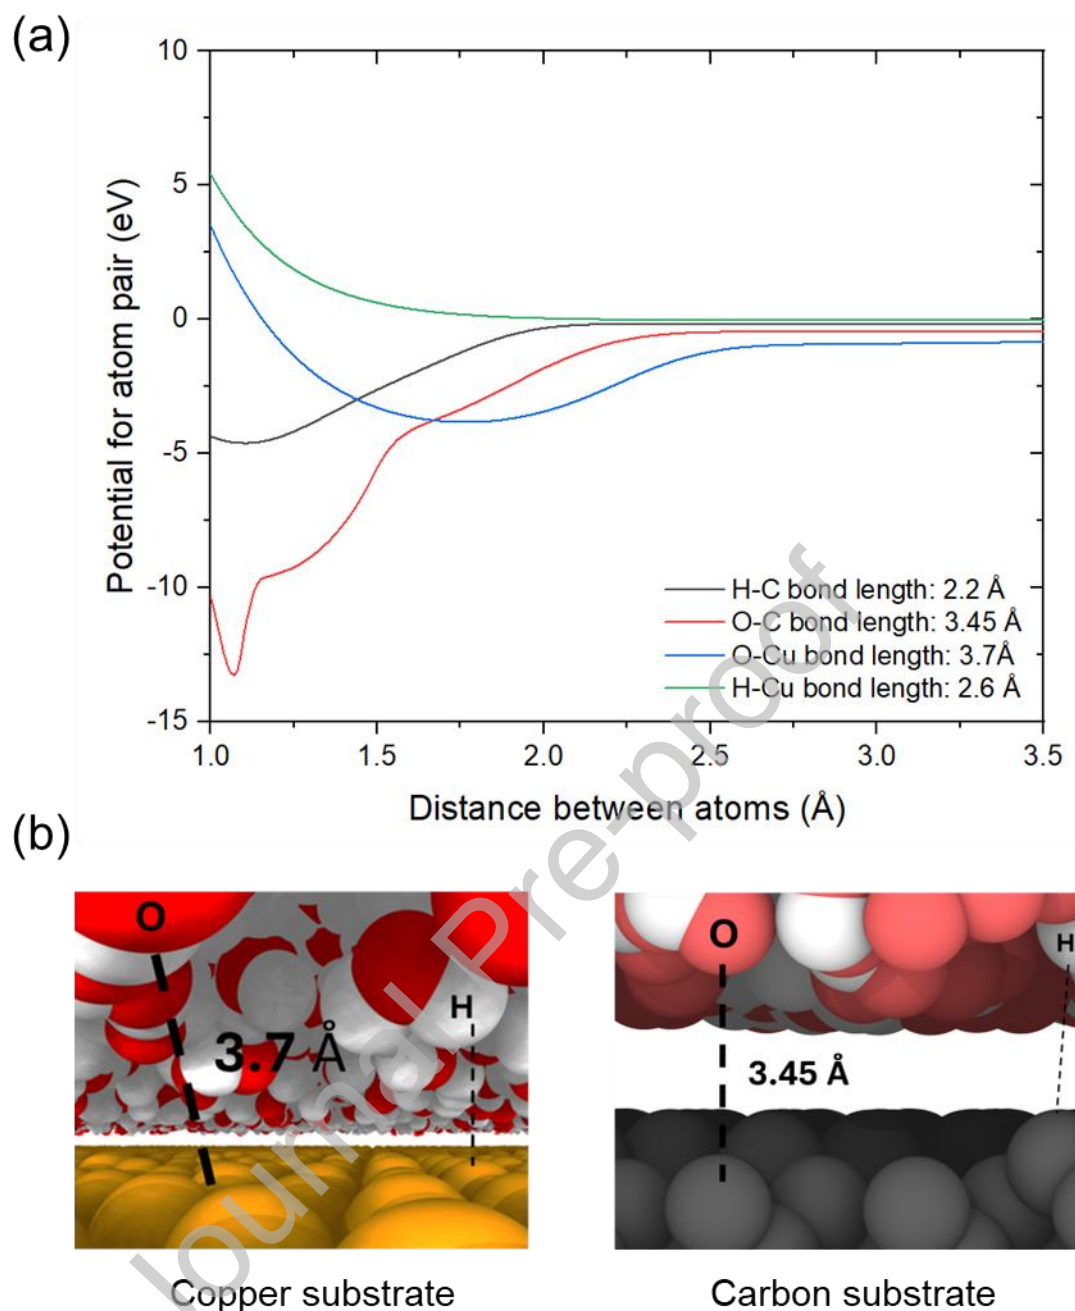 (a)
10
5
0
-5
-10
-15
Potential for atom pair (eV)
H-C bond length: 2.2 Å
O-C bond length: 3.45 Å
O-Cu bond length: 3.7Å
H-Cu bond length: 2.6 Å
1.0 1.5 2.0 2.5 3.0 3.5
Distance between atoms (Å)
(b)
O
H
3.7 Å
O
H
3.45 Å
Copper substrate
Carbon substrate
Journal Pre-proof